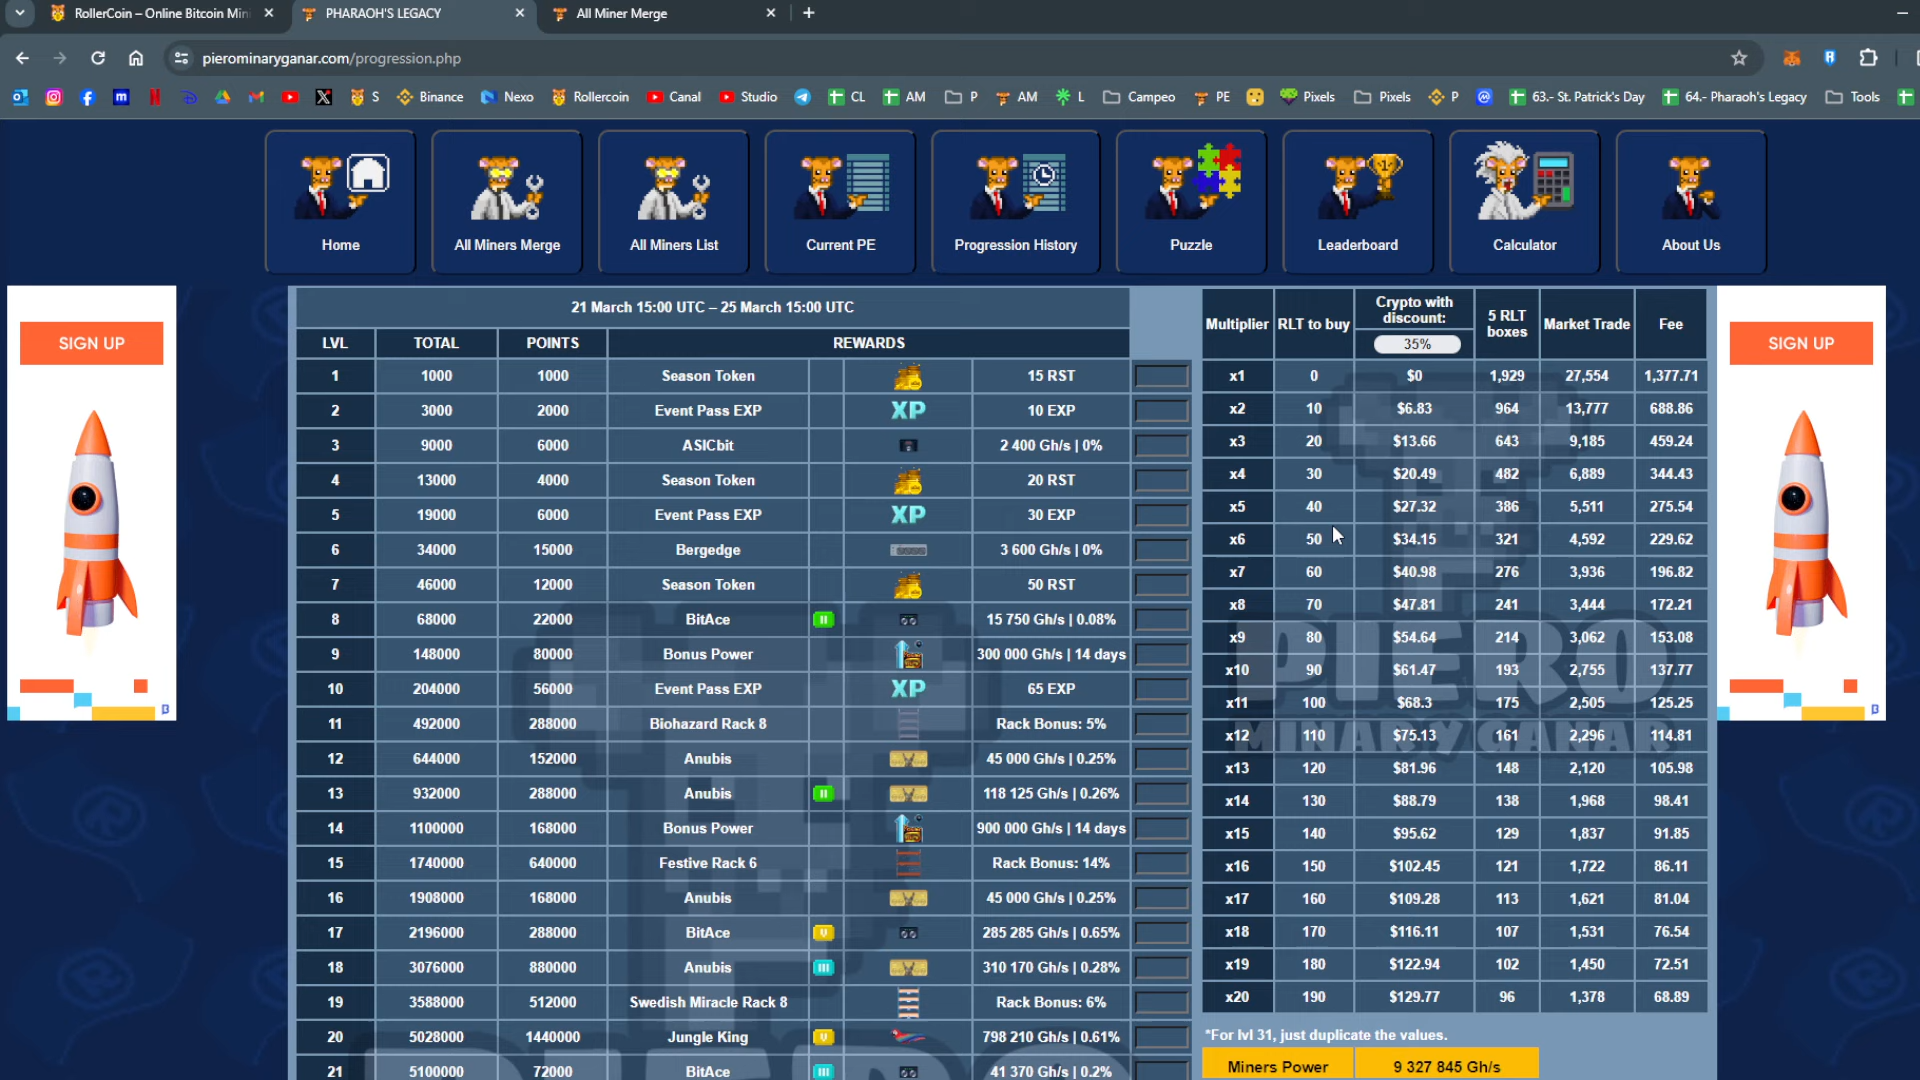 RollerCoin – Online Bitcoin Min
PHARAOH'S LEGACY
All Miner Merge
pierominaryganar.com/progression.php
S Binance Nexo Rollercoin Canal Studio CL AM P AM L Campeo PE Pixels Pixels P 63.- St. Patrick's Day 64.- Pharaoh's Legacy Tools
Home
All Miners Merge
All Miners List
Current PE
Progression History
Puzzle
Leaderboard
Calculator
About Us
SIGN UP
21 March 15:00 UTC – 25 March 15:00 UTC
LVL TOTAL POINTS REWARDS
1 1000 1000 Season Token 15 RST
2 3000 2000 Event Pass EXP XP 10 EXP
3 9000 6000 ASICbit 2 400 Gh/s | 0%
4 13000 4000 Season Token 20 RST
5 19000 6000 Event Pass EXP XP 30 EXP
6 34000 15000 Bergedge 3 600 Gh/s | 0%
7 46000 12000 Season Token 50 RST
8 68000 22000 BitAce II 15 750 Gh/s | 0.08%
9 148000 80000 Bonus Power 300 000 Gh/s | 14 days
10 204000 56000 Event Pass EXP XP 65 EXP
11 492000 288000 Biohazard Rack 8 Rack Bonus: 5%
12 644000 152000 Anubis 45 000 Gh/s | 0.25%
13 932000 288000 Anubis II 118 125 Gh/s | 0.26%
14 1100000 168000 Bonus Power 900 000 Gh/s | 14 days
15 1740000 640000 Festive Rack 6 Rack Bonus: 14%
16 1908000 168000 Anubis 45 000 Gh/s | 0.25%
17 2196000 288000 BitAce V 285 285 Gh/s | 0.65%
18 3076000 880000 Anubis III 310 170 Gh/s | 0.28%
19 3588000 512000 Swedish Miracle Rack 8 Rack Bonus: 6%
20 5028000 1440000 Jungle King V 798 210 Gh/s | 0.61%
21 5100000 72000 BitAce III 41 370 Gh/s | 0.2%
PIERO
Multiplier RLT to buy Crypto with discount: 35% 5 RLT boxes Market Trade Fee
x1 0 $0 1,929 27,554 1,377.71
x2 10 $6.83 964 13,777 688.86
x3 20 $13.66 643 9,185 459.24
x4 30 $20.49 482 6,889 344.43
x5 40 $27.32 386 5,511 275.54
x6 50 $34.15 321 4,592 229.62
x7 60 $40.98 276 3,936 196.82
x8 70 $47.81 241 3,444 172.21
x9 80 $54.64 214 3,062 153.08
x10 90 $61.47 193 2,755 137.77
x11 100 $68.3 175 2,505 125.25
x12 110 $75.13 161 2,296 114.81
x13 120 $81.96 148 2,120 105.98
x14 130 $88.79 138 1,968 98.41
x15 140 $95.62 129 1,837 91.85
x16 150 $102.45 121 1,722 86.11
x17 160 $109.28 113 1,621 81.04
x18 170 $116.11 107 1,531 76.54
x19 180 $122.94 102 1,450 72.51
x20 190 $129.77 96 1,378 68.89
PIERO
MINAR Y GANAR
*For lvl 31, just duplicate the values.
Miners Power 9 327 845 Gh/s
SIGN UP